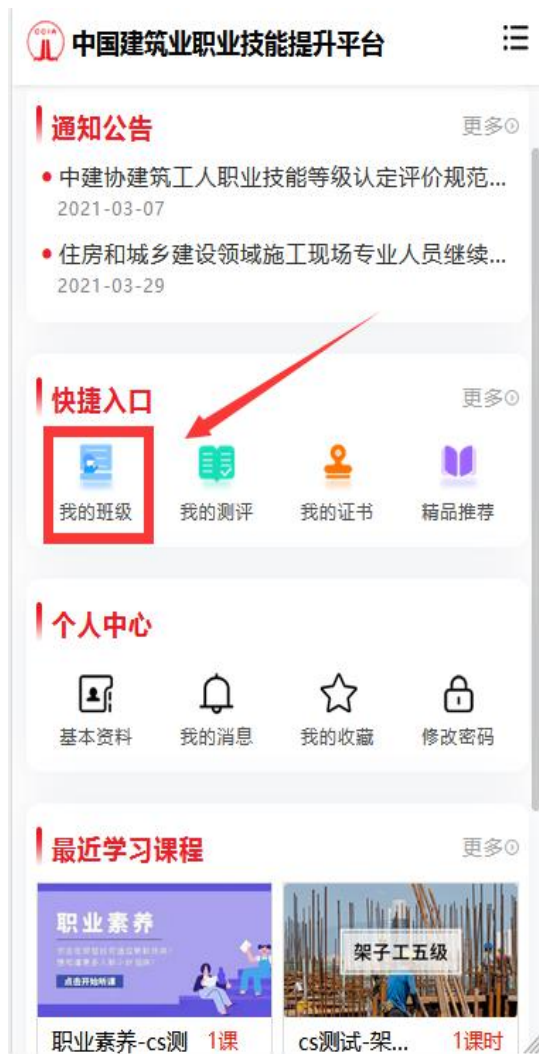 CCIA
中国建筑业职业技能提升平台
通知公告
更多
中建协建筑工人职业技能等级认定评价规范...
2021-03-07
住房和城乡建设领域施工现场专业人员继续...
2021-03-29
快捷入口
更多
我的班级
我的测评
我的证书
精品推荐
个人中心
基本资料
我的消息
我的收藏
修改密码
最近学习课程
更多
职业素养
点击开始听课
架子工五级
职业素养-cs测 1课
cs测试-架... 1课时